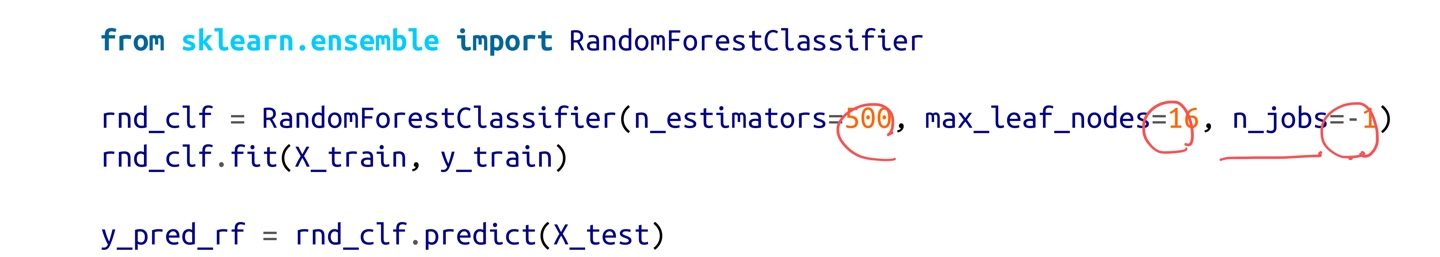 from sklearn.ensemble import RandomForestClassifier
rnd_clf = RandomForestClassifier(n_estimators=500, max_leaf_nodes=16, n_jobs=-1)
rnd_clf.fit(X_train, y_train)
y_pred_rf = rnd_clf.predict(X_test)